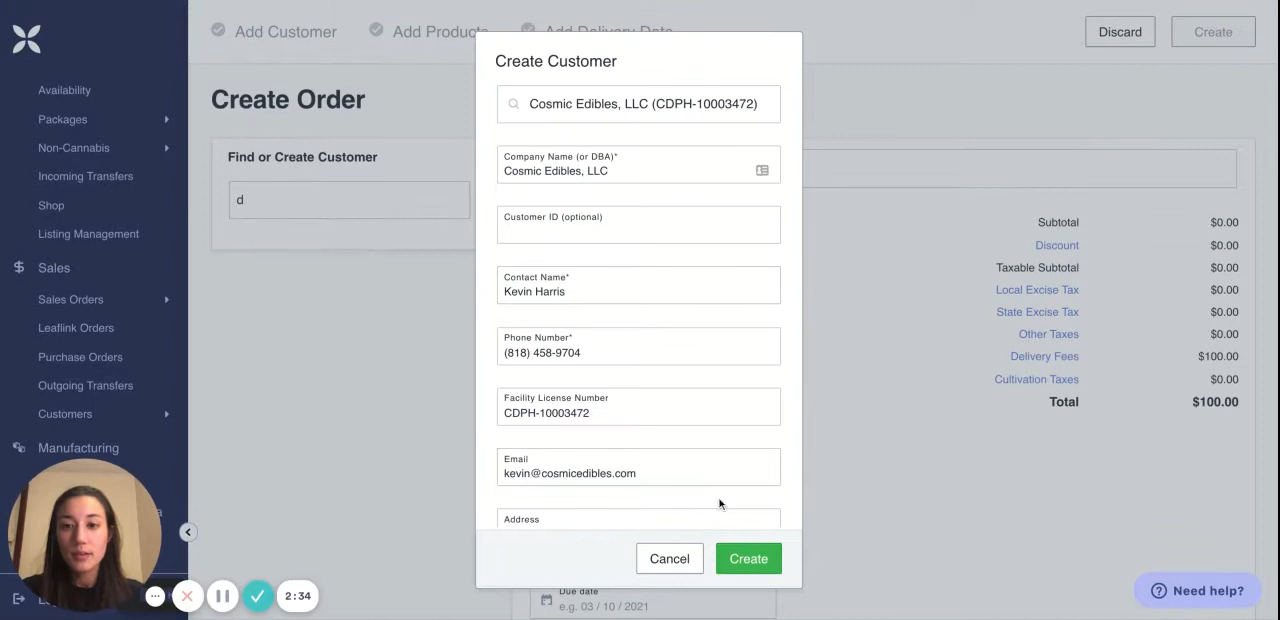 Add Customer
Add Products
Add Delivery Date
Discard
Create
Create Order
Find or Create Customer
d
Availability
Packages
Non-Cannabis
Incoming Transfers
Shop
Listing Management
Sales
Sales Orders
Leaflink Orders
Purchase Orders
Outgoing Transfers
Customers
Manufacturing
Create Customer
Cosmic Edibles, LLC (CDPH-10003472)
Company Name (or DBA)*
Cosmic Edibles, LLC
Customer ID (optional)
Contact Name*
Kevin Harris
Phone Number*
(818) 458-9704
Facility License Number
CDPH-10003472
Email
kevin@cosmicedibles.com
Address
Cancel
Create
Subtotal $0.00
Discount $0.00
Taxable Subtotal $0.00
Local Excise Tax $0.00
State Excise Tax $0.00
Other Taxes $0.00
Delivery Fees $100.00
Cultivation Taxes $0.00
Total $100.00
Due date
e.g. 03 / 10 / 2021
2:34
Need help?